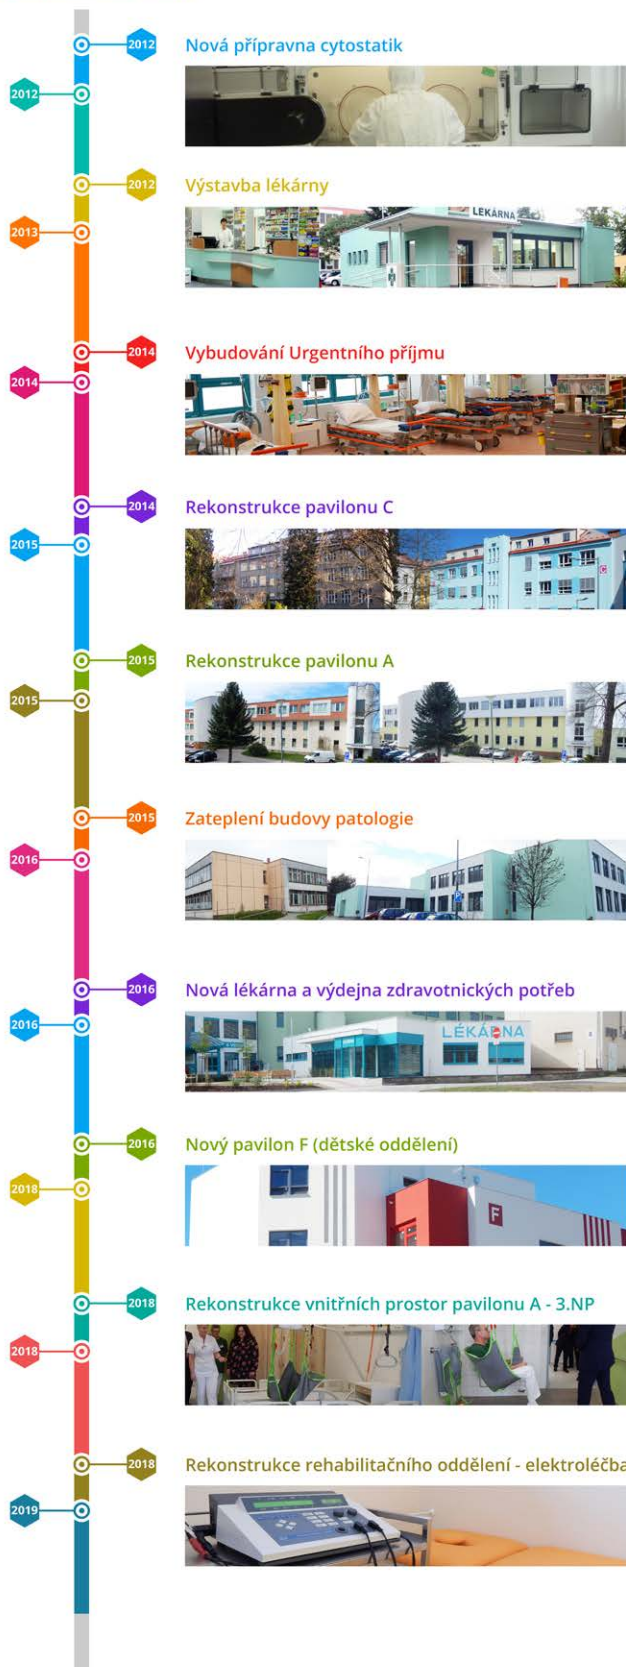 2012
Nová přípravna cytostatik
2012
2012
Výstavba lékárny
LÉKÁRNA
2013
2014
Vybudování Urgentního příjmu
2014
2014
Rekonstrukce pavilonu C
2015
C
2015
Rekonstrukce pavilonu A
2015
2015
Zateplení budovy patologie
2016
2016
Nová lékárna a výdejna zdravotnických potřeb
2016
LÉKÁRNA
2016
Nový pavilon F (dětské oddělení)
2018
F
2018
Rekonstrukce vnitřních prostor pavilonu A - 3.NP
2018
2018
Rekonstrukce rehabilitačního oddělení - elektroléčba
2019